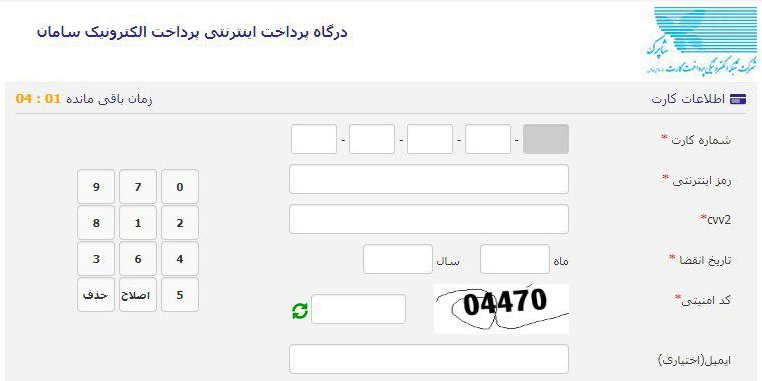 درگاه پرداخت اینترنتی پرداخت الکترونیک سامان
شاپرک
شرکت شبکه الکترونیکی پرداخت کارت
اطلاعات کارت
زمان باقی مانده 01 : 04
شماره کارت *
- - - -
رمز اینترنتی *
cvv2*
تاریخ انقضا *
ماه
سال
کد امنیتی*
04470
ایمیل(اختیاری)
9 7 0
8 1 2
3 6 4
حذف اصلاح 5